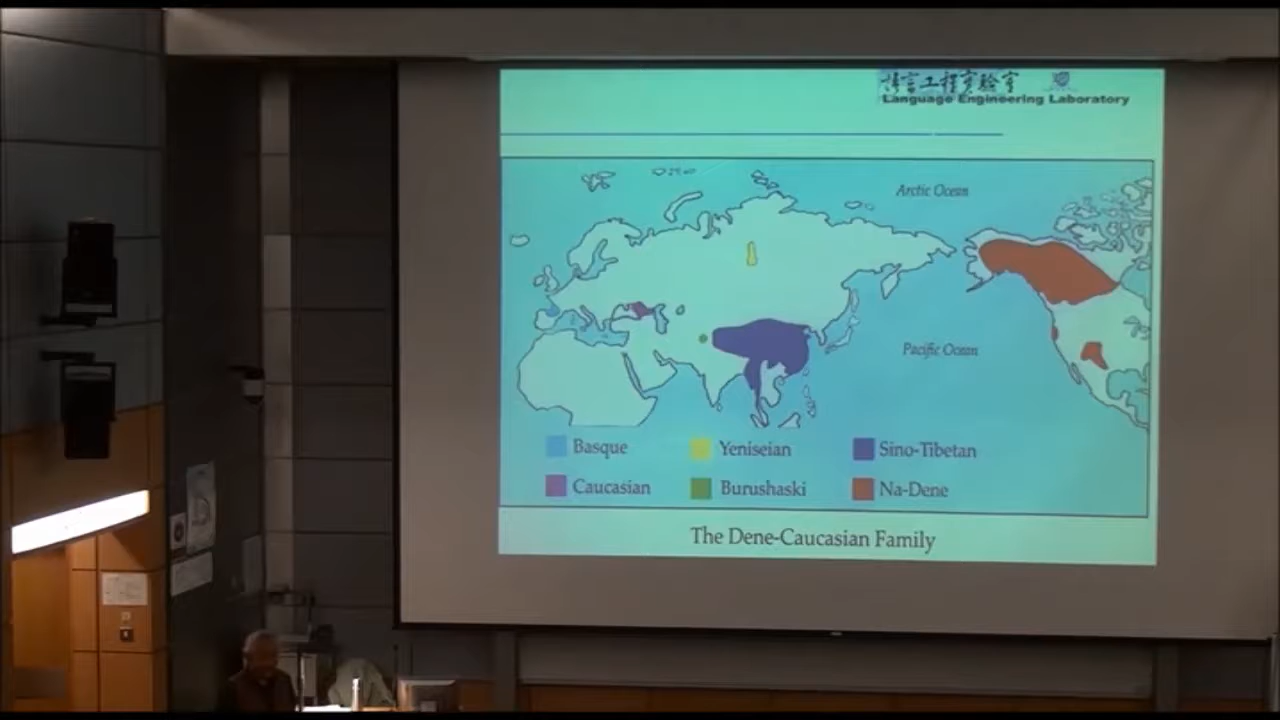 語言工程實驗室
Language Engineering Laboratory
Arctic Ocean
Pacific Ocean
Basque
Yeniseian
Sino-Tibetan
Caucasian
Burushaski
Na-Dene
The Dene-Caucasian Family